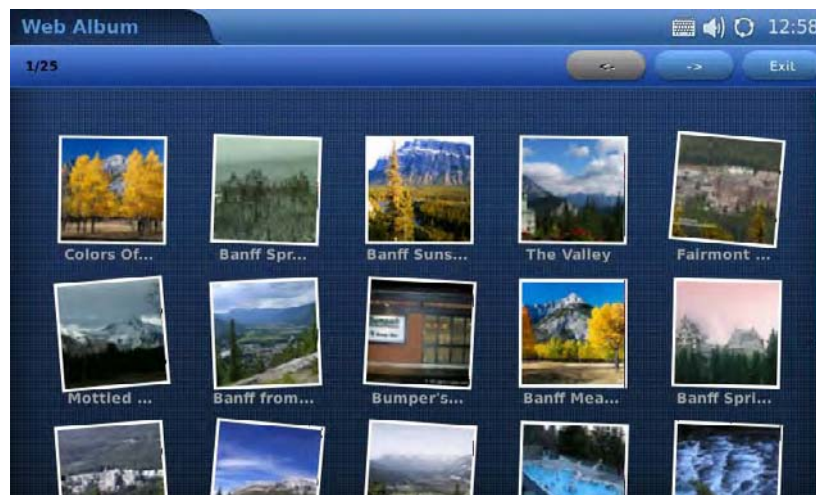 Web Album
12:58
1/25
<-
->
Exit
Colors Of...
Banff Spr...
Banff Suns...
The Valley
Fairmont ...
Mottled ...
Banff from...
Bumper's...
Banff Mea...
Banff Spri...